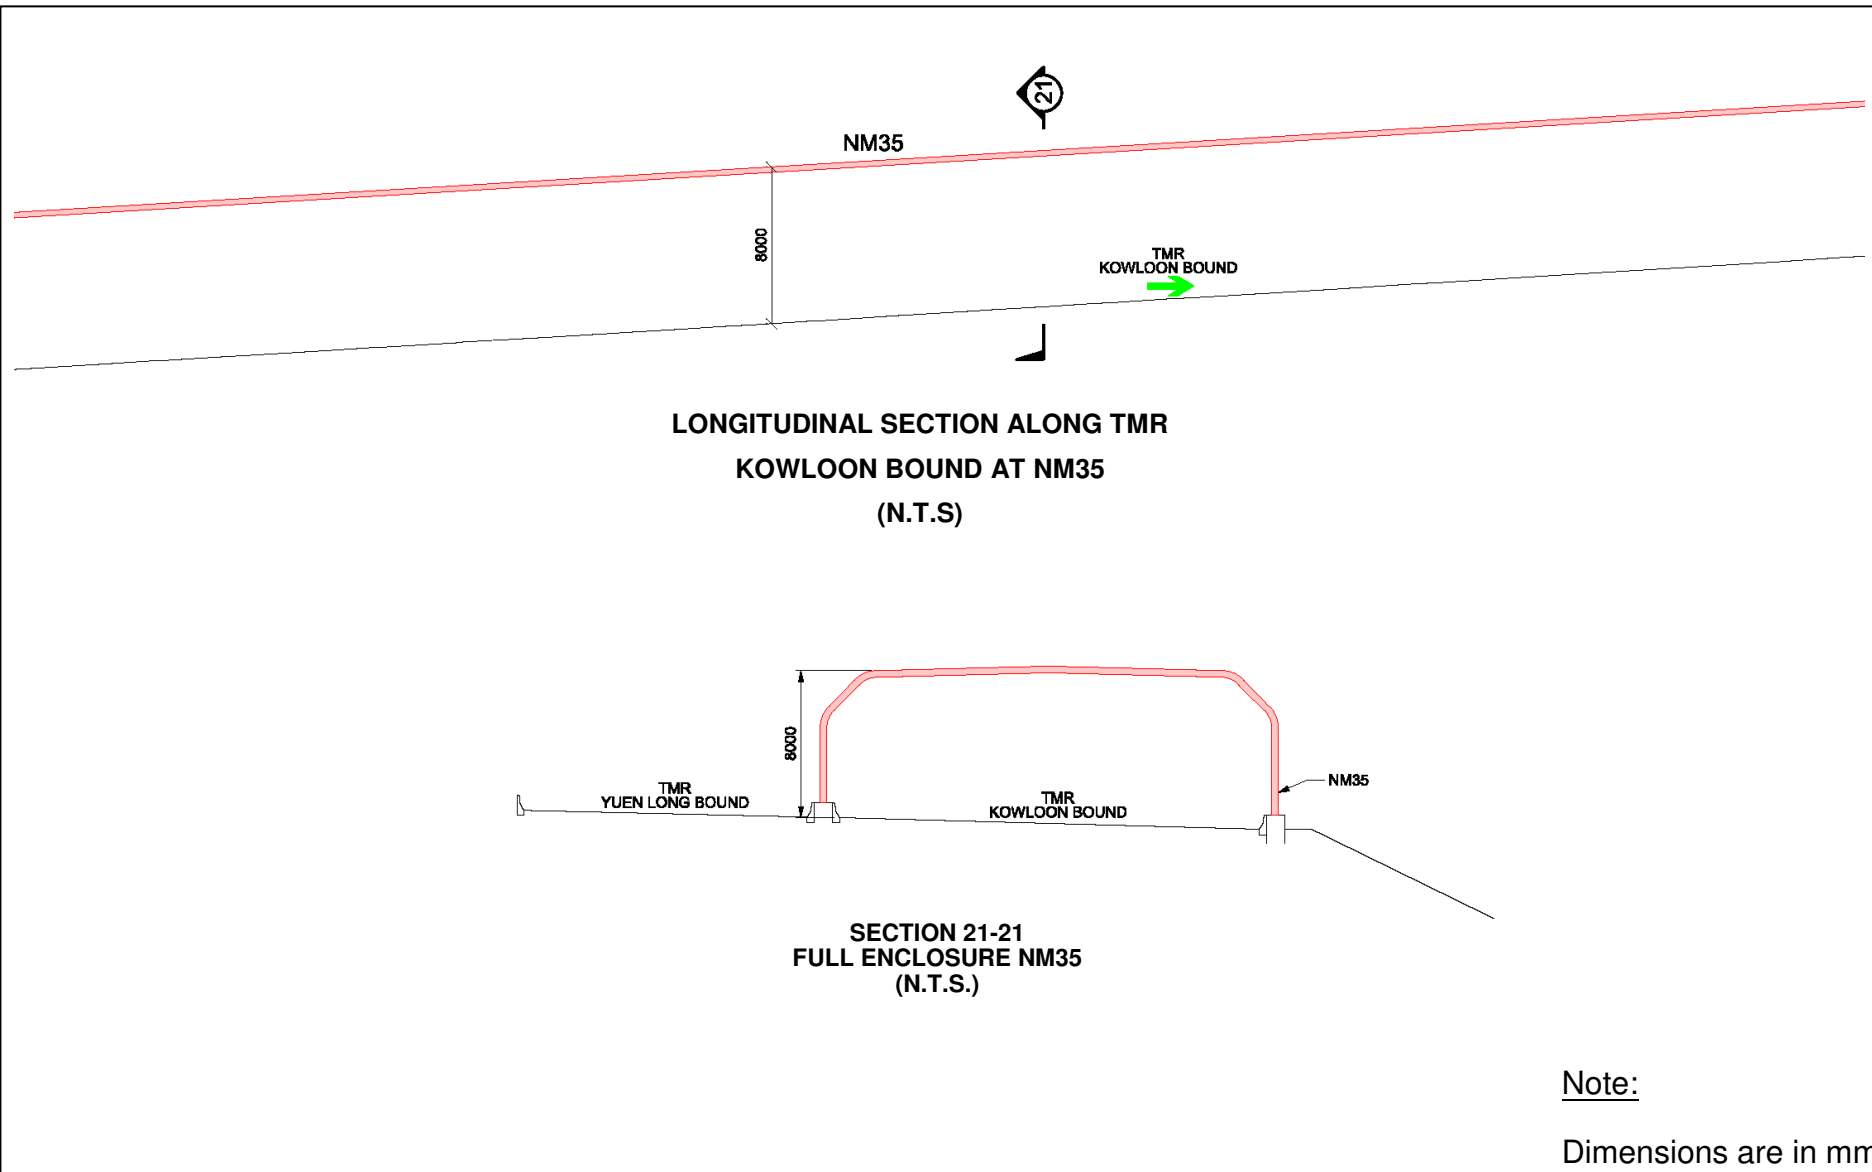 21
NM35
8000
TMR
KOWLOON BOUND
LONGITUDINAL SECTION ALONG TMR
KOWLOON BOUND AT NM35
(N.T.S)
8000
NM35
TMR
YUEN LONG BOUND
TMR
KOWLOON BOUND
SECTION 21-21
FULL ENCLOSURE NM35
(N.T.S.)
Note:
Dimensions are in mm